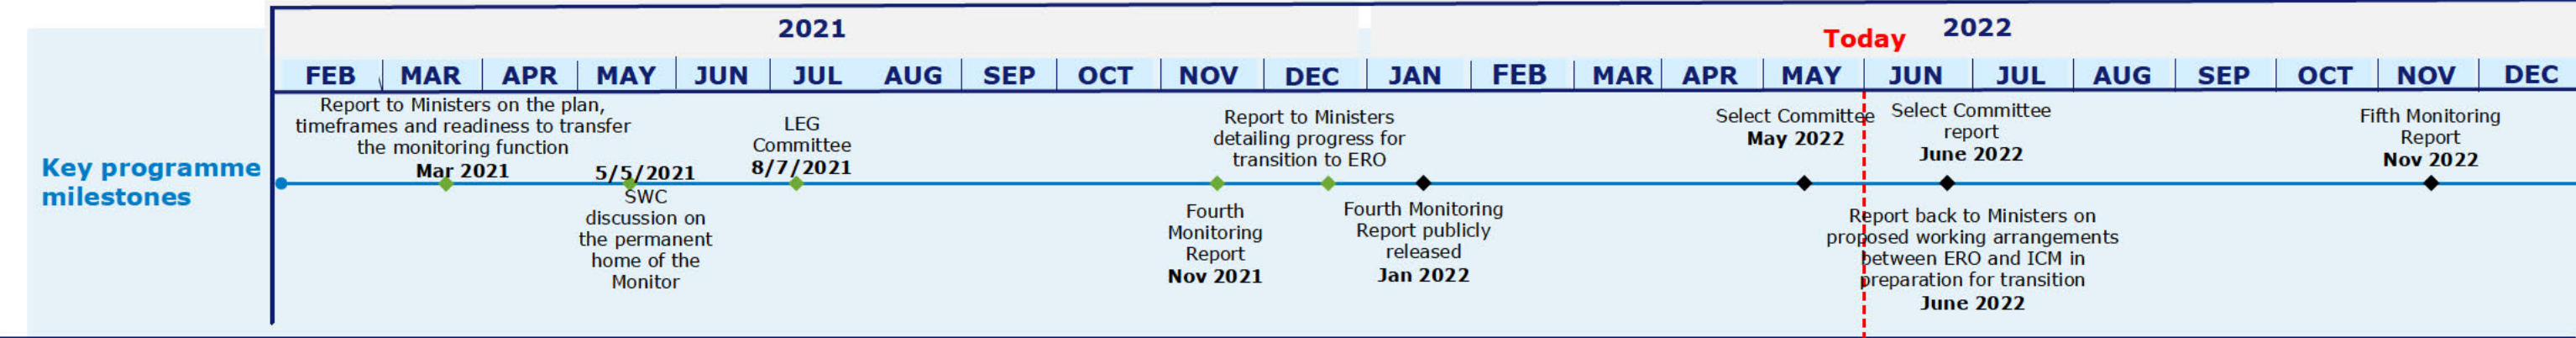 2021
Today 2022
FEB MAR APR MAY JUN JUL AUG SEP OCT NOV DEC JAN FEB MAR APR MAY JUN JUL AUG SEP OCT NOV DEC
Key programme
milestones
Report to Ministers on the plan,
timeframes and readiness to transfer
the monitoring function
Mar 2021
5/5/2021
SWC
discussion on
the permanent
home of the
Monitor
LEG
Committee
8/7/2021
Fourth
Monitoring
Report
Nov 2021
Report to Ministers
detailing progress for
transition to ERO
Fourth Monitoring
Report publicly
released
Jan 2022
Select Committee
May 2022
Select Committee
report
June 2022
Report back to Ministers on
proposed working arrangements
between ERO and ICM in
preparation for transition
June 2022
Fifth Monitoring
Report
Nov 2022